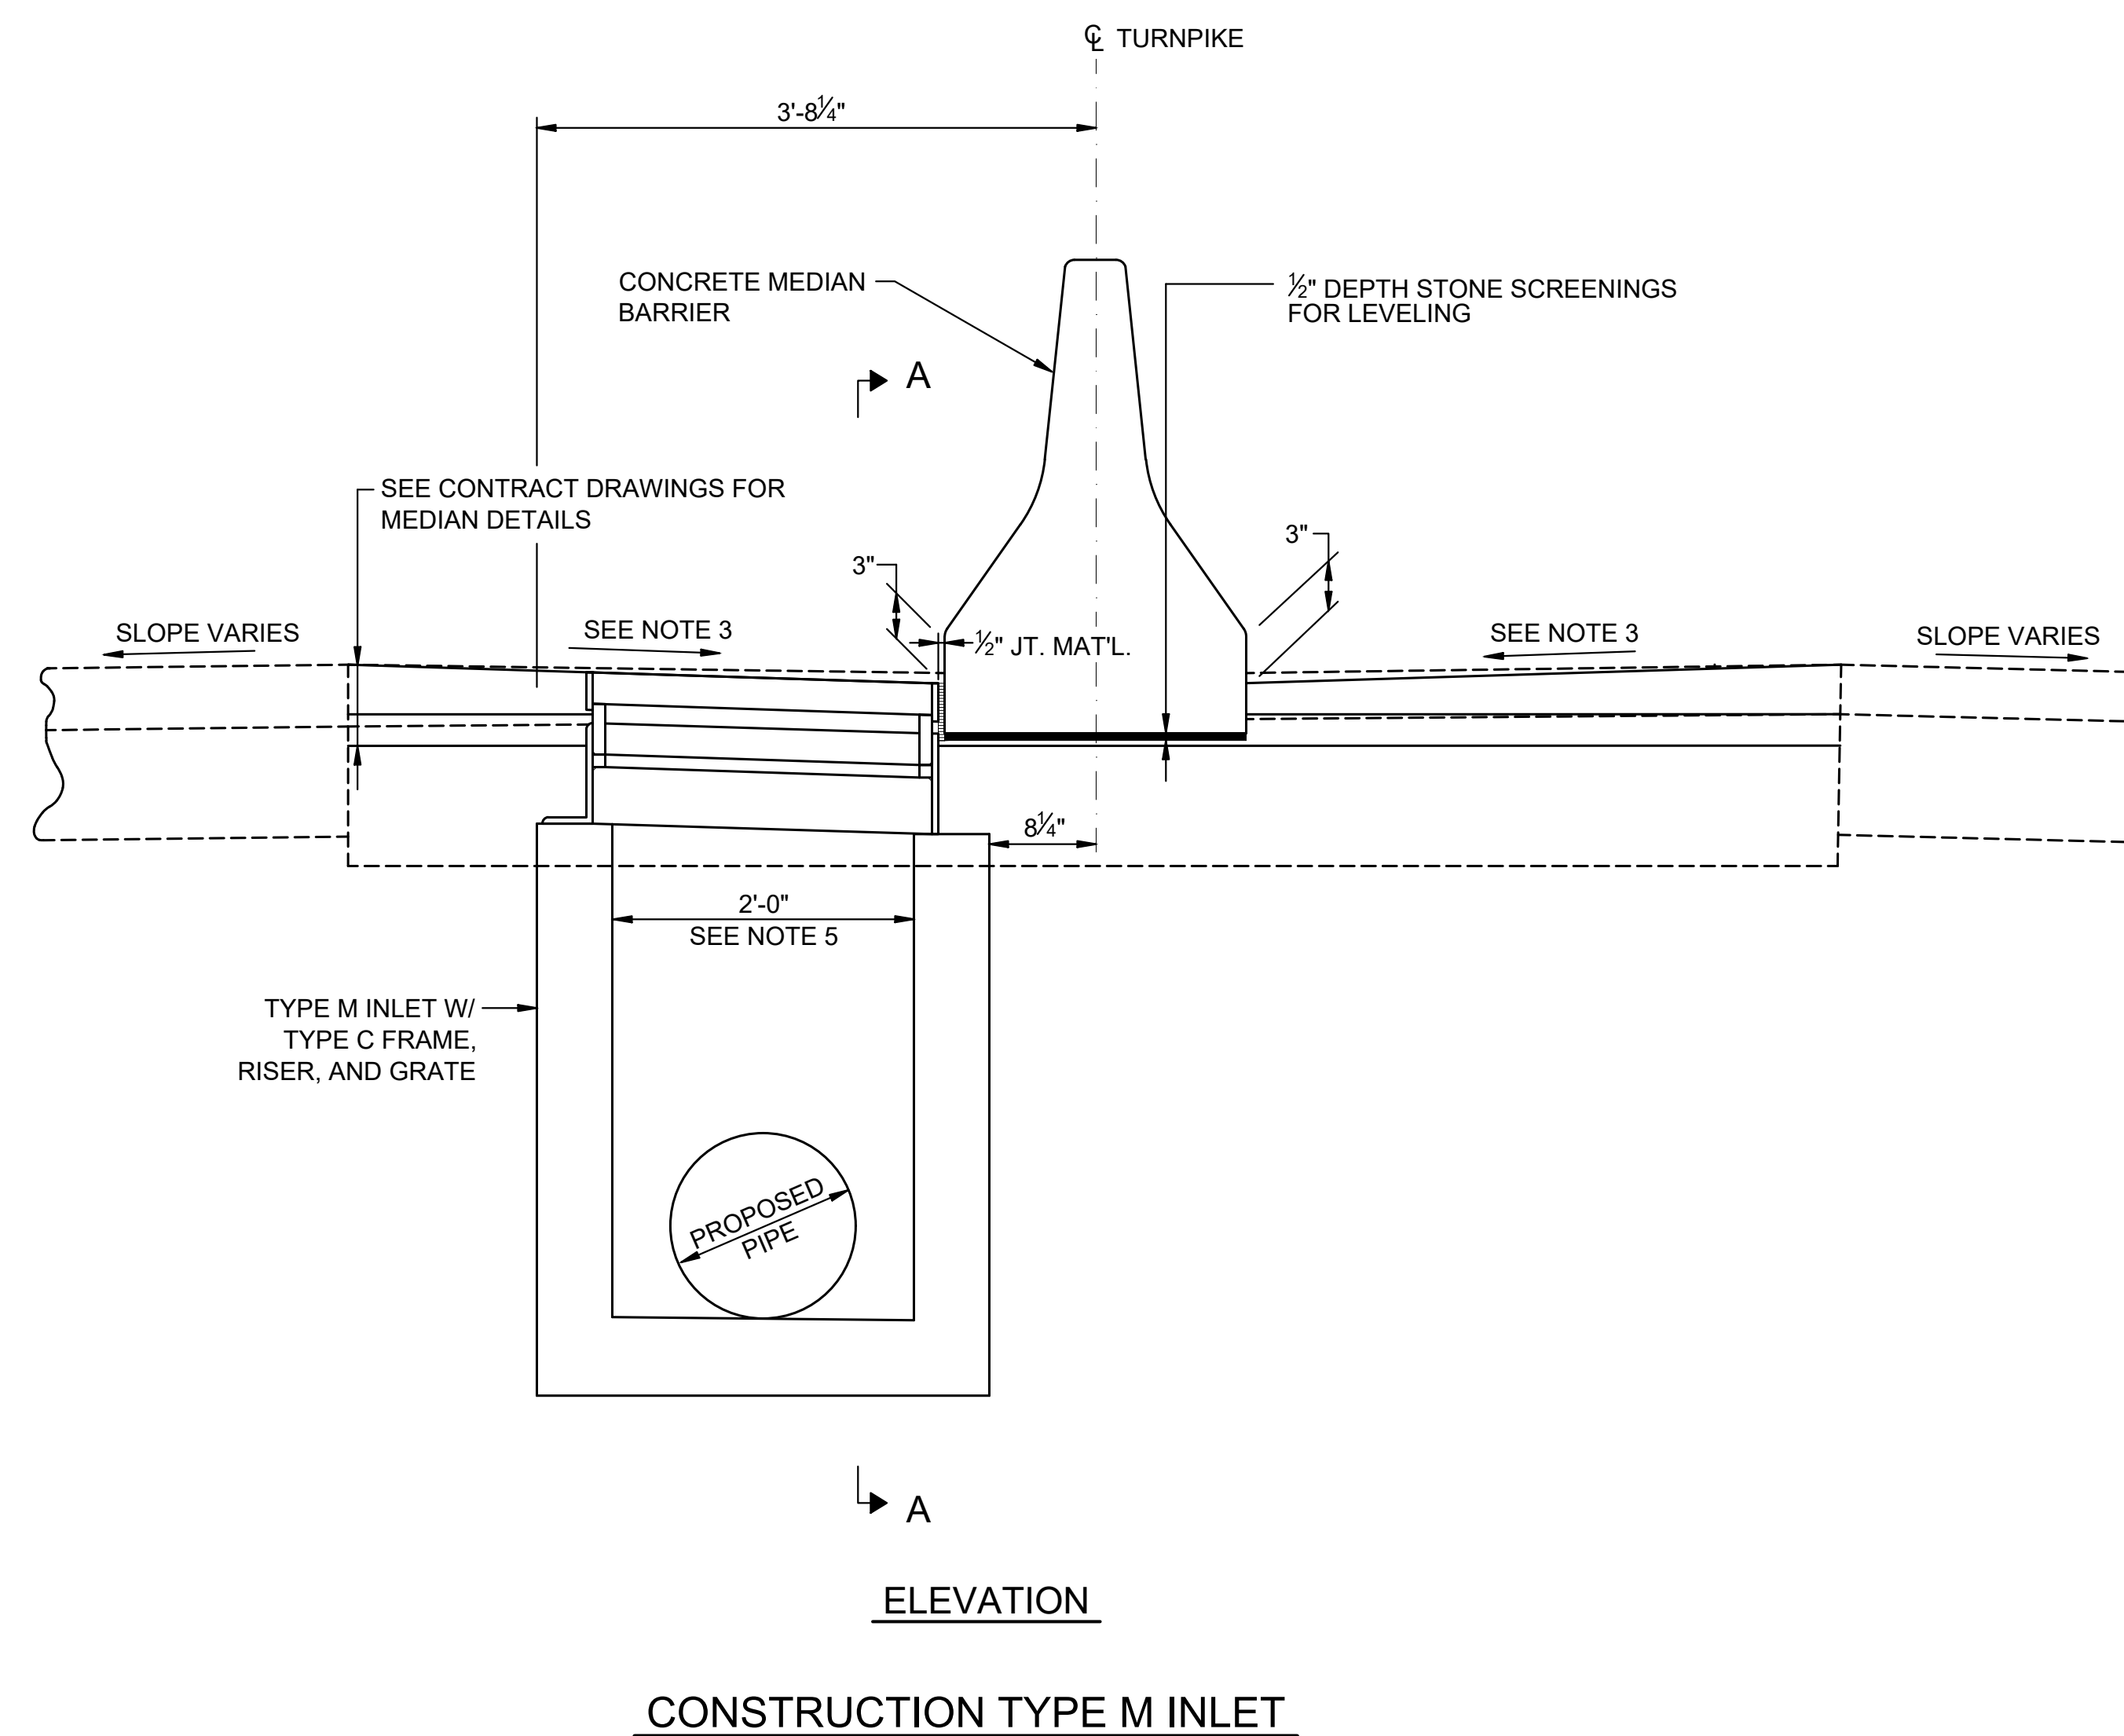 ℄ TURNPIKE
3'-8¼"
CONCRETE MEDIAN
BARRIER
½" DEPTH STONE SCREENINGS
FOR LEVELING
A
SEE CONTRACT DRAWINGS FOR
MEDIAN DETAILS
3"
3"
SLOPE VARIES
SEE NOTE 3
½" JT. MAT'L.
SEE NOTE 3
SLOPE VARIES
8¼"
2'-0"
SEE NOTE 5
TYPE M INLET W/
TYPE C FRAME,
RISER, AND GRATE
PROPOSED
PIPE
A
ELEVATION
CONSTRUCTION TYPE M INLET